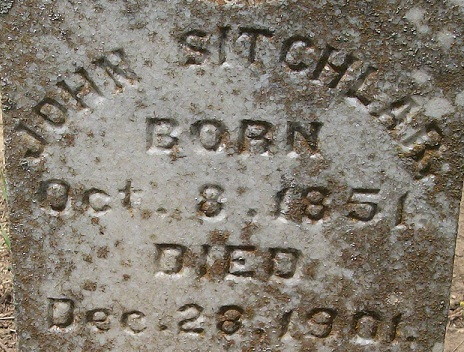 JOHN SITCHLAR,
BORN
Oct. 8. 1851
DIED
Dec. 28. 1901.